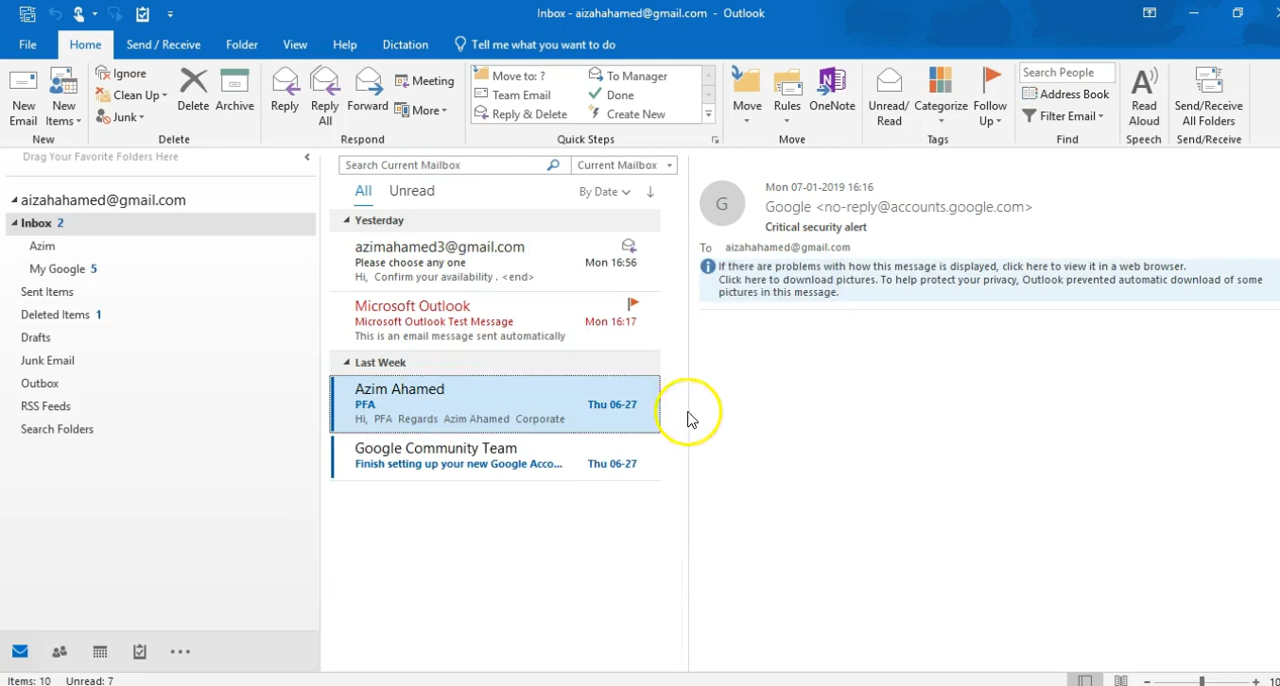 Inbox - aizahahamed@gmail.com - Outlook
File Home Send / Receive Folder View Help Dictation Tell me what you want to do
New Email
New Items
New
Ignore
Clean Up
Junk
Delete
Archive
Delete
Reply
Reply All
Forward
Meeting
More
Respond
Move to: ?
Team Email
Reply & Delete
To Manager
Done
Create New
Quick Steps
Move
Rules
OneNote
Move
Unread/ Read
Categorize
Follow Up
Tags
Search People
Address Book
Filter Email
Find
A
Read Aloud
Speech
Send/Receive All Folders
Send/Receive
Drag Your Favorite Folders Here
aizahahamed@gmail.com
Inbox 2
Azim
My Google 5
Sent Items
Deleted Items 1
Drafts
Junk Email
Outbox
RSS Feeds
Search Folders
Search Current Mailbox
Current Mailbox
All Unread
By Date
Yesterday
azimahamed3@gmail.com
Please choose any one Mon 16:56
Hi, Confirm your availability . <end>
Microsoft Outlook
Microsoft Outlook Test Message Mon 16:17
This is an email message sent automatically
Last Week
Azim Ahamed
PFA Thu 06-27
Hi, PFA Regards Azim Ahamed Corporate
Google Community Team
Finish setting up your new Google Acco... Thu 06-27
G
Mon 07-01-2019 16:16
Google <no-reply@accounts.google.com>
Critical security alert
To aizahahamed@gmail.com
If there are problems with how this message is displayed, click here to view it in a web browser.
Click here to download pictures. To help protect your privacy, Outlook prevented automatic download of some
pictures in this message.
Items: 10 Unread: 7
10